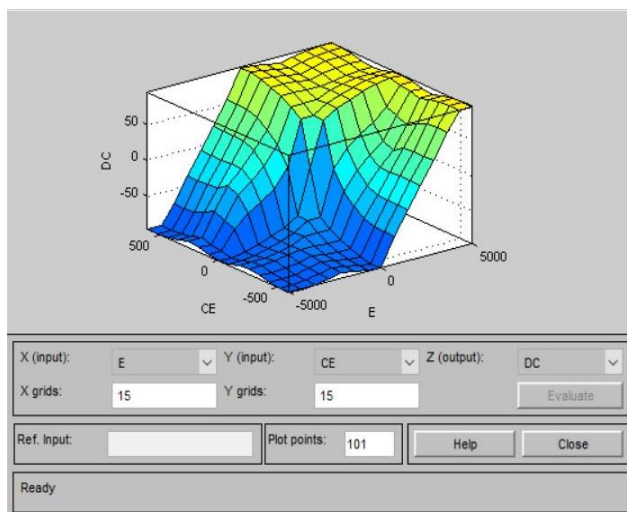 50
0
-50
DC
500
0
-500
CE
-5000
0
5000
E
X (input): E Y (input): CE Z (output): DC
X grids: 15 Y grids: 15 Evaluate
Ref. Input: Plot points: 101 Help Close
Ready